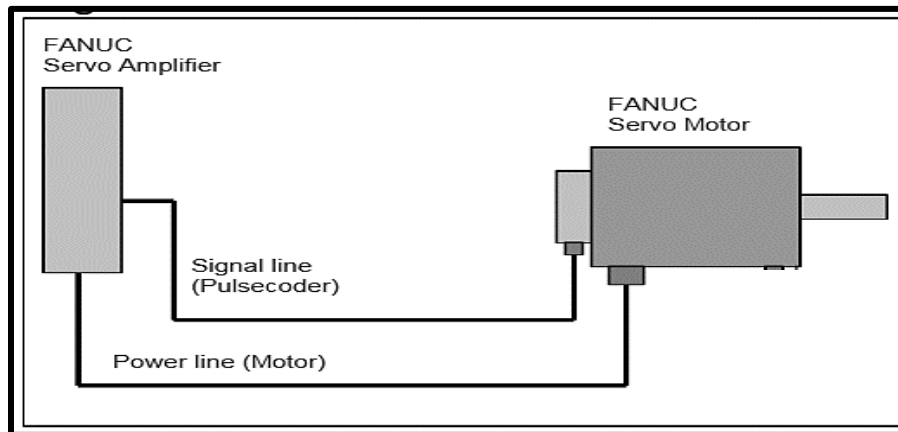 FANUC
Servo Amplifier
FANUC
Servo Motor
Signal line
(Pulsecoder)
Power line (Motor)